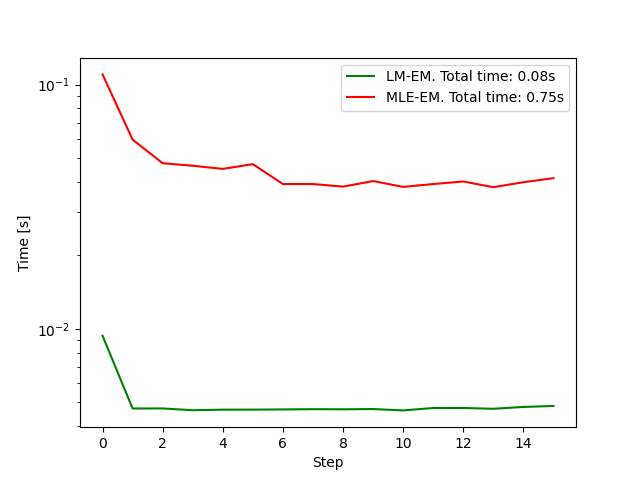 LM-EM. Total time: 0.08s
MLE-EM. Total time: 0.75s
10⁻¹
10⁻²
Time [s]
0 2 4 6 8 10 12 14
Step